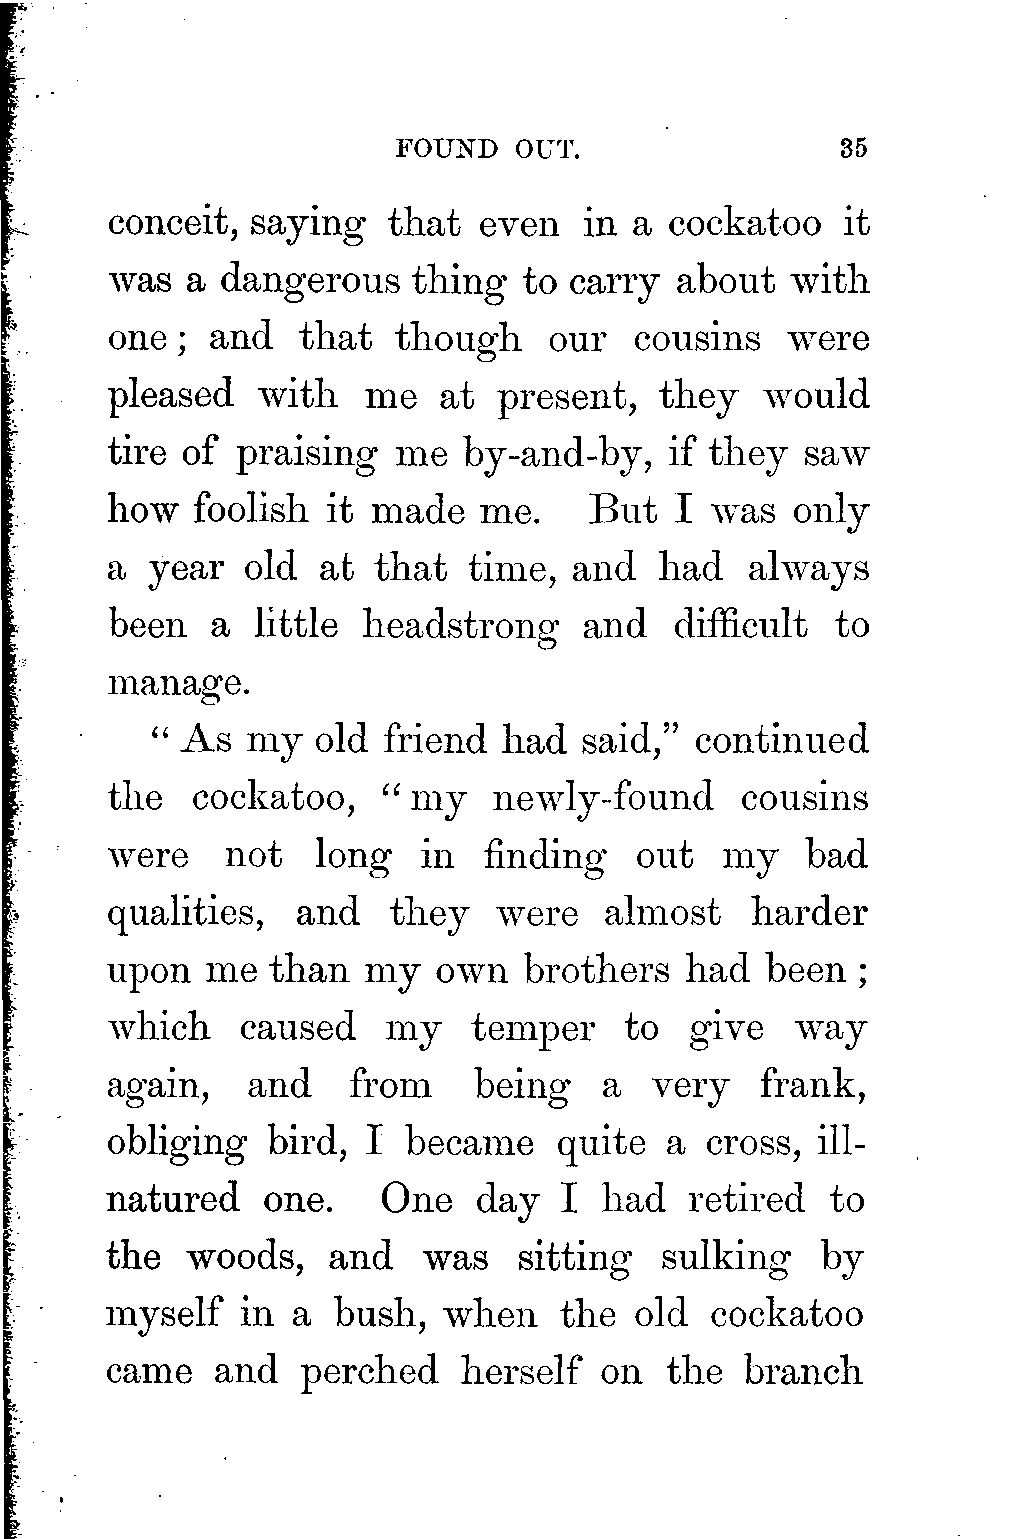 FOUND OUT. 35
conceit, saying that even in a cockatoo it
was a dangerous thing to carry about with
one ; and that though our cousins were
pleased with me at present, they would
tire of praising me by-and-by, if they saw
how foolish it made me. But I was only
a year old at that time, and had always
been a little headstrong and difficult to
manage.
“ As my old friend had said,” continued
the cockatoo, “ my newly-found cousins
were not long in finding out my bad
qualities, and they were almost harder
upon me than my own brothers had been ;
which caused my temper to give way
again, and from being a very frank,
obliging bird, I became quite a cross, ill-
natured one. One day I had retired to
the woods, and was sitting sulking by
myself in a bush, when the old cockatoo
came and perched herself on the branch